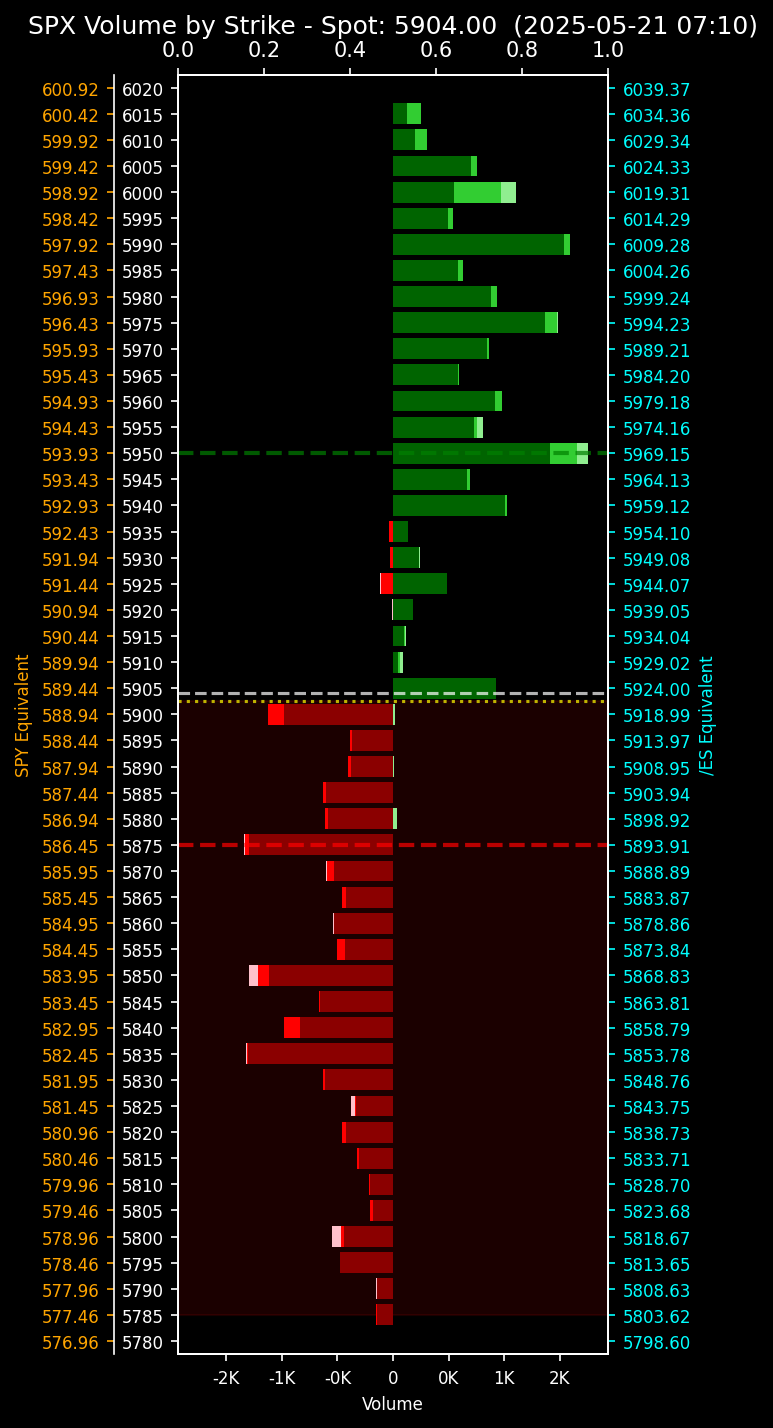 SPX Volume by Strike - Spot: 5904.00 (2025-05-21 07:10)
0.0 0.2 0.4 0.6 0.8 1.0
600.92 6020 6039.37
600.42 6015 6034.36
599.92 6010 6029.34
599.42 6005 6024.33
598.92 6000 6019.31
598.42 5995 6014.29
597.92 5990 6009.28
597.43 5985 6004.26
596.93 5980 5999.24
596.43 5975 5994.23
595.93 5970 5989.21
595.43 5965 5984.20
594.93 5960 5979.18
594.43 5955 5974.16
593.93 5950 5969.15
593.43 5945 5964.13
592.93 5940 5959.12
592.43 5935 5954.10
591.94 5930 5949.08
591.44 5925 5944.07
590.94 5920 5939.05
590.44 5915 5934.04
589.94 5910 5929.02
589.44 5905 5924.00
588.94 5900 5918.99
588.44 5895 5913.97
587.94 5890 5908.95
587.44 5885 5903.94
586.94 5880 5898.92
586.45 5875 5893.91
585.95 5870 5888.89
585.45 5865 5883.87
584.95 5860 5878.86
584.45 5855 5873.84
583.95 5850 5868.83
583.45 5845 5863.81
582.95 5840 5858.79
582.45 5835 5853.78
581.95 5830 5848.76
581.45 5825 5843.75
580.96 5820 5838.73
580.46 5815 5833.71
579.96 5810 5828.70
579.46 5805 5823.68
578.96 5800 5818.67
578.46 5795 5813.65
577.96 5790 5808.63
577.46 5785 5803.62
576.96 5780 5798.60
SPY Equivalent
/ES Equivalent
-2K -1K -0K 0 0K 1K 2K
Volume